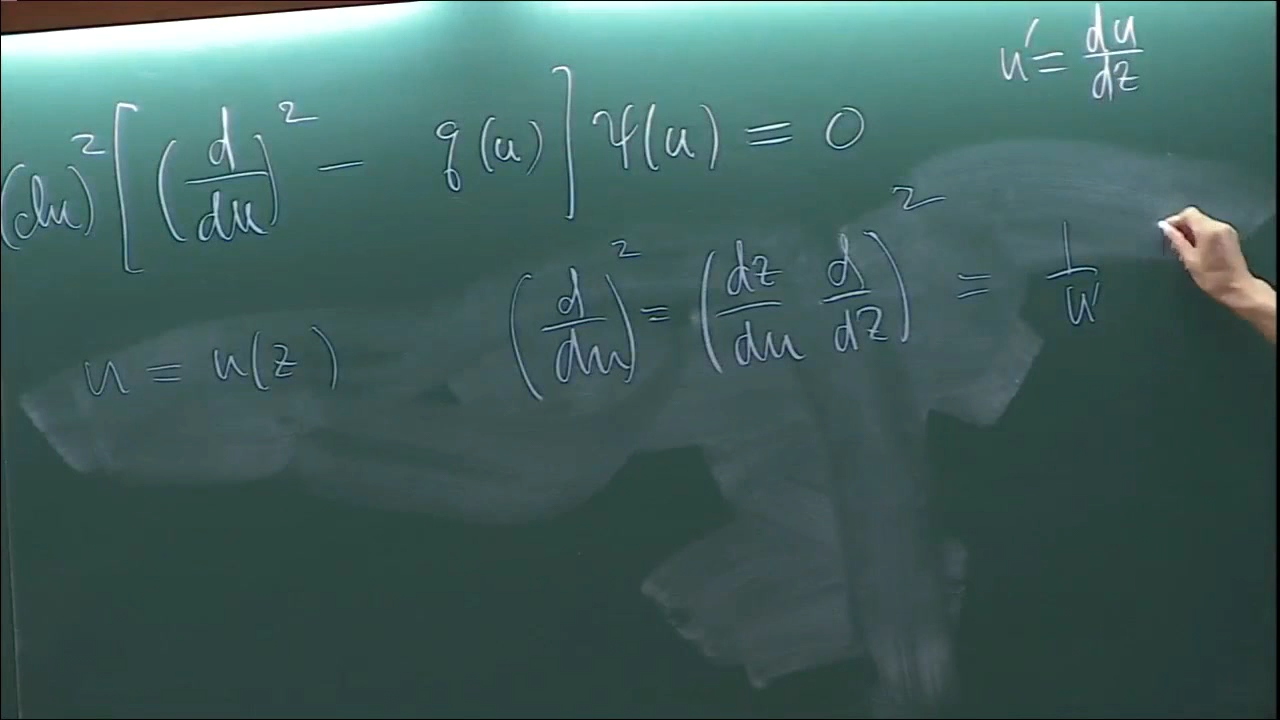 u' = du/dz
(du)² [ (d/du)² − q(u) ] ψ(u) = 0
u = u(z)
(d/du)² = (dz/du d/dz)² = 1/u'